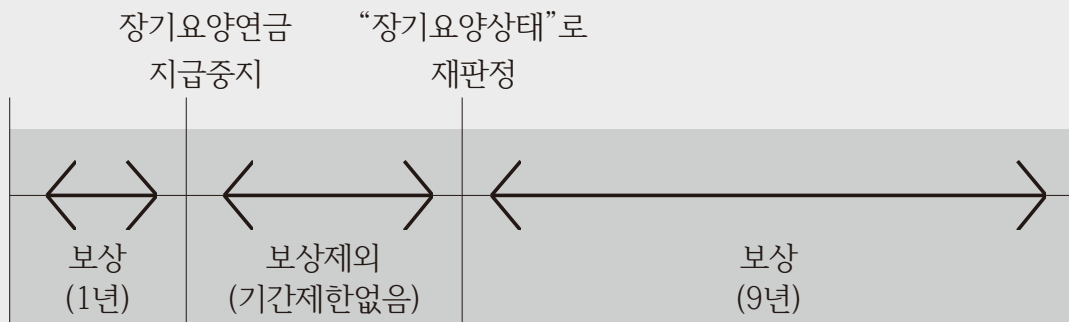 장기요양연금
지급중지
“장기요양상태”로
재판정
보상
(1년)
보상제외
(기간제한없음)
보상
(9년)